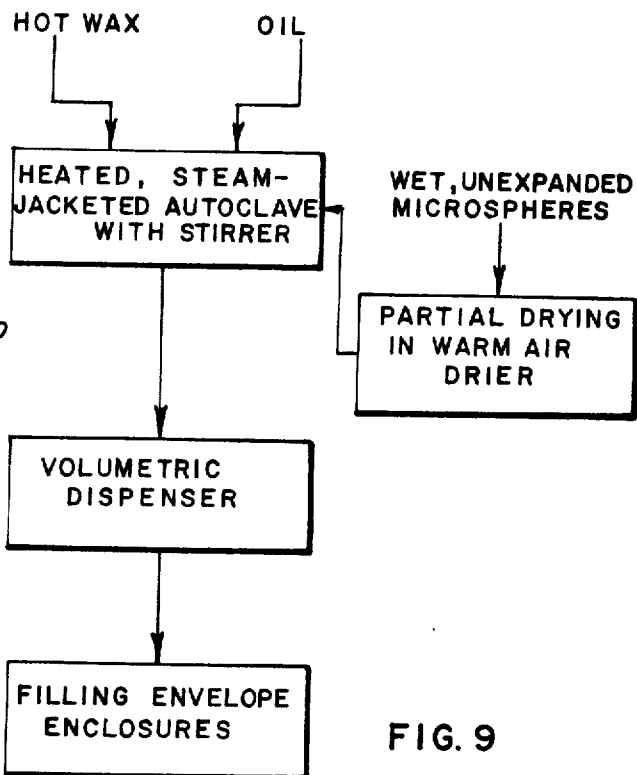 HOT WAX
OIL
HEATED, STEAM-
JACKETED AUTOCLAVE
WITH STIRRER
WET, UNEXPANDED
MICROSPHERES
PARTIAL DRYING
IN WARM AIR
DRIER
VOLUMETRIC
DISPENSER
FILLING ENVELOPE
ENCLOSURES
FIG. 9